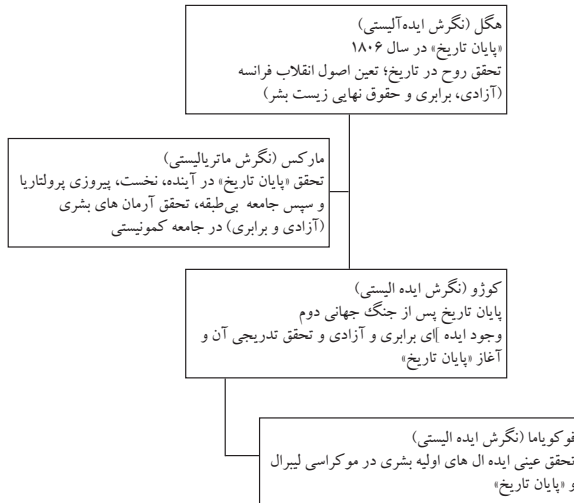 هگل (نگرش ایده‌آلیستی)
«پایان تاریخ» در سال ۱۸۰۶
تحقق روح در تاریخ؛ تعین اصول انقلاب فرانسه
(آزادی، برابری و حقوق نهایی زیست بشر)
مارکس (نگرش ماتریالیستی)
تحقق «پایان تاریخ» در آینده، نخست، پیروزی پرولتاریا
و سپس جامعه بی‌طبقه، تحقق آرمان های بشری
(آزادی و برابری) در جامعه کمونیستی
کوژو (نگرش ایده الیستی)
پایان تاریخ پس از جنگ جهانی دوم
وجود ایده [ای برابری و آزادی و تحقق تدریجی آن و
آغاز «پایان تاریخ»
فوکویاما (نگرش ایده الیستی)
تحقق عینی ایده ال های اولیه بشری در موکراسی لیبرال
و «پایان تاریخ»